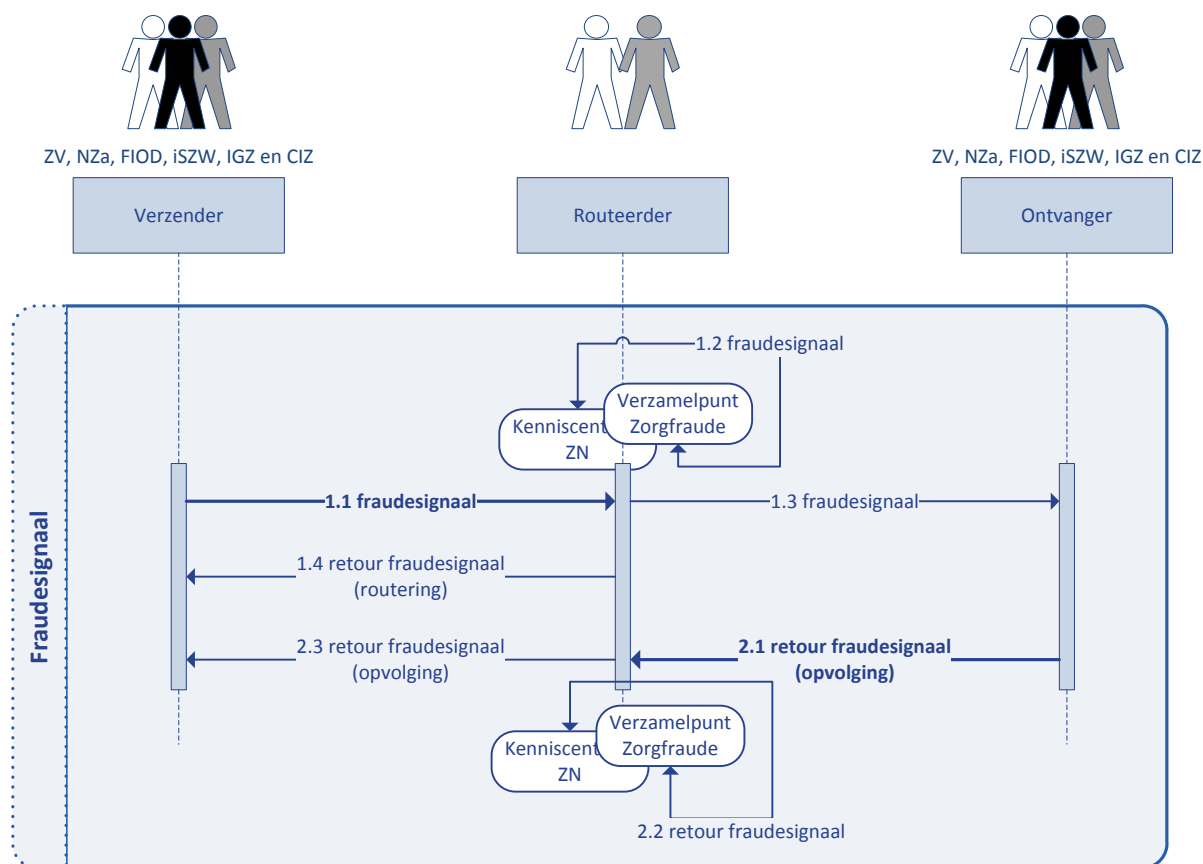 ZV, NZa, FIOD, iSZW, IGZ en CIZ
ZV, NZa, FIOD, iSZW, IGZ en CIZ
Verzender
Routeerder
Ontvanger
Fraudesignaal
1.2 fraudesignaal
Verzamelpunt
Zorgfraude
Kenniscent
ZN
1.1 fraudesignaal
1.3 fraudesignaal
1.4 retour fraudesignaal
(routering)
2.3 retour fraudesignaal
(opvolging)
2.1 retour fraudesignaal
(opvolging)
Verzamelpunt
Zorgfraude
Kenniscent
ZN
2.2 retour fraudesignaal